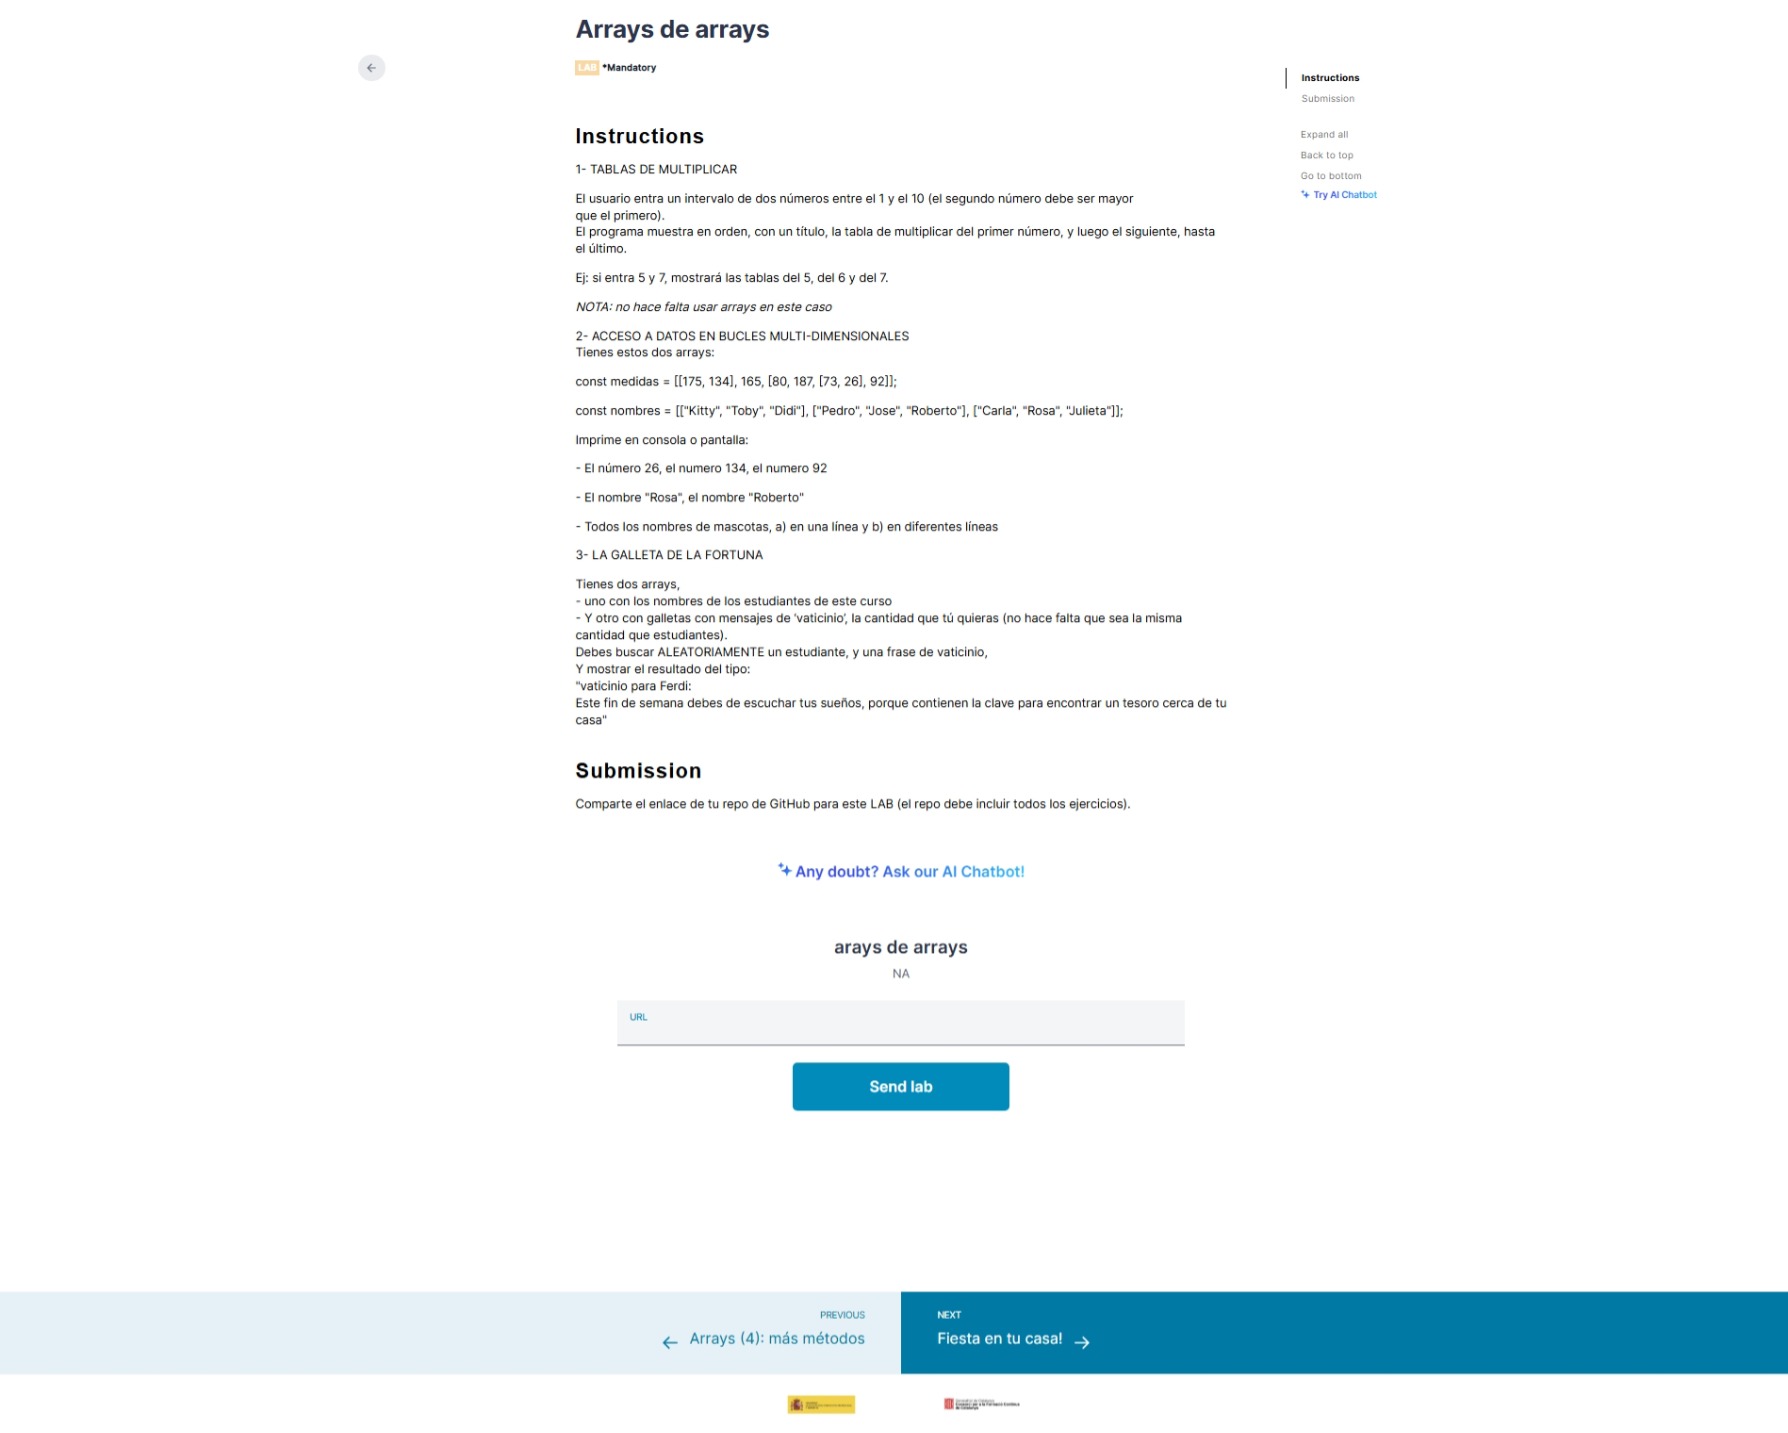 Arrays de arrays
LAB *Mandatory
Instructions
Submission
Expand all
Back to top
Go to bottom
Try AI Chatbot
Instructions
1- TABLAS DE MULTIPLICAR
El usuario entra un intervalo de dos números entre el 1 y el 10 (el segundo número debe ser mayor
que el primero).
El programa muestra en orden, con un título, la tabla de multiplicar del primer número, y luego el siguiente, hasta
el último.
Ej: si entra 5 y 7, mostrará las tablas del 5, del 6 y del 7.
NOTA: no hace falta usar arrays en este caso
2- ACCESO A DATOS EN BUCLES MULTI-DIMENSIONALES
Tienes estos dos arrays:
const medidas = [[175, 134], 165, [80, 187, [73, 26], 92]];
const nombres = [["Kitty", "Toby", "Didi"], ["Pedro", "Jose", "Roberto"], ["Carla", "Rosa", "Julieta"]];
Imprime en consola o pantalla:
- El número 26, el numero 134, el numero 92
- El nombre "Rosa", el nombre "Roberto"
- Todos los nombres de mascotas, a) en una línea y b) en diferentes líneas
3- LA GALLETA DE LA FORTUNA
Tienes dos arrays,
- uno con los nombres de los estudiantes de este curso
- Y otro con galletas con mensajes de 'vaticinio', la cantidad que tú quieras (no hace falta que sea la misma
cantidad que estudiantes).
Debes buscar ALEATORIAMENTE un estudiante, y una frase de vaticinio,
Y mostrar el resultado del tipo:
"vaticinio para Ferdi:
Este fin de semana debes de escuchar tus sueños, porque contienen la clave para encontrar un tesoro cerca de tu
casa"
Submission
Comparte el enlace de tu repo de GitHub para este LAB (el repo debe incluir todos los ejercicios).
Any doubt? Ask our AI Chatbot!
arays de arrays
NA
URL
Send lab
PREVIOUS
← Arrays (4): más métodos
NEXT
Fiesta en tu casa! →